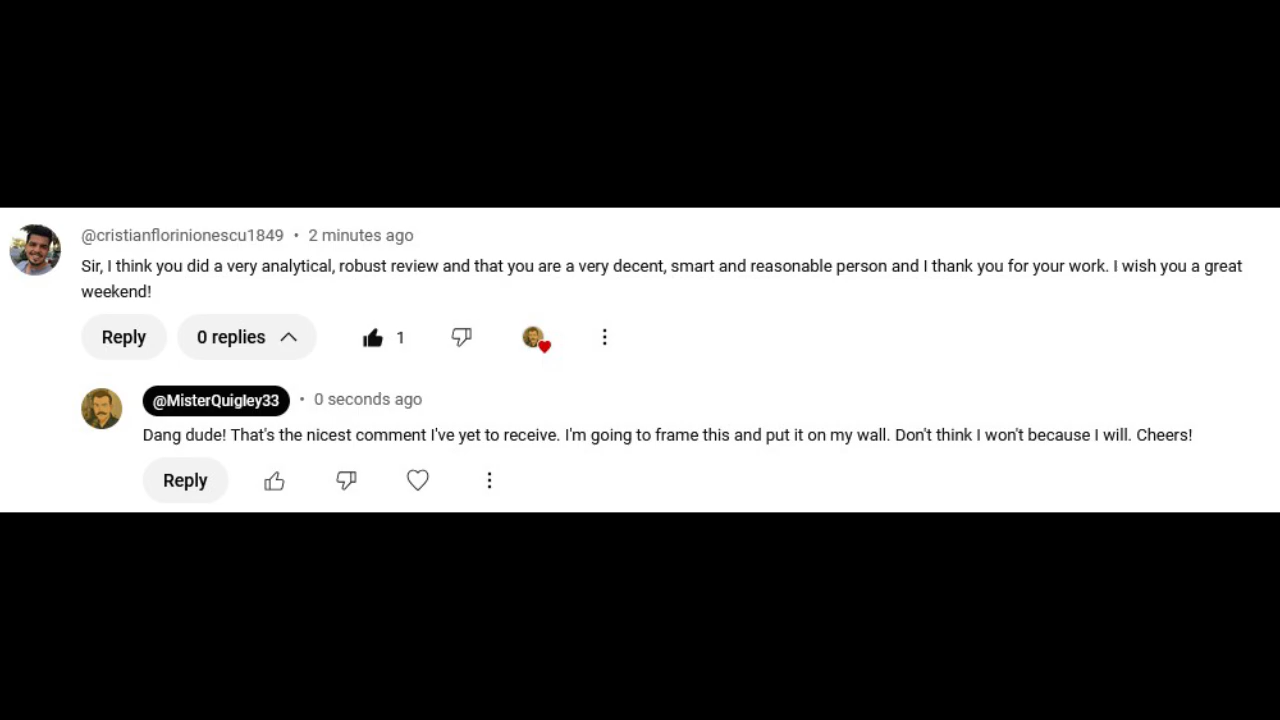 @cristianflorinionescu1849 • 2 minutes ago
Sir, I think you did a very analytical, robust review and that you are a very decent, smart and reasonable person and I thank you for your work. I wish you a great
weekend!
Reply 0 replies 1
@MisterQuigley33 • 0 seconds ago
Dang dude! That's the nicest comment I've yet to receive. I'm going to frame this and put it on my wall. Don't think I won't because I will. Cheers!
Reply